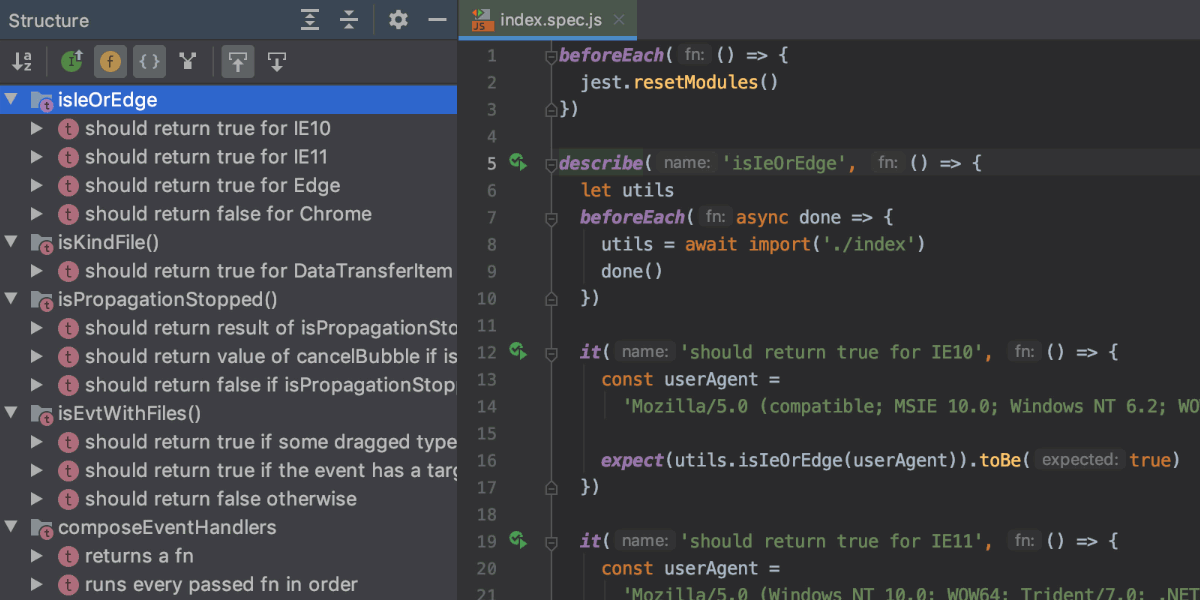 Structure
isIeOrEdge
should return true for IE10
should return true for IE11
should return true for Edge
should return false for Chrome
isKindFile()
should return true for DataTransferItem
isPropagationStopped()
should return result of isPropagationSto
should return value of cancelBubble if is
should return false if isPropagationStop
isEvtWithFiles()
should return true if some dragged type
should return true if the event has a targ
should return false otherwise
composeEventHandlers
returns a fn
runs every passed fn in order
index.spec.js
1 beforeEach( fn: () => {
2 jest.resetModules()
3 })
4
5 describe( name: 'isIeOrEdge', fn: () => {
6 let utils
7 beforeEach( fn: async done => {
8 utils = await import('./index')
9 done()
10 })
11
12 it( name: 'should return true for IE10', fn: () => {
13 const userAgent =
14 'Mozilla/5.0 (compatible; MSIE 10.0; Windows NT 6.2; WO
15
16 expect(utils.isIeOrEdge(userAgent)).toBe( expected: true)
17 })
18
19 it( name: 'should return true for IE11', fn: () => {
20 const userAgent =
21 'Mozilla/5.0 (Windows NT 10.0; WOW64; Trident/7.0; .NET